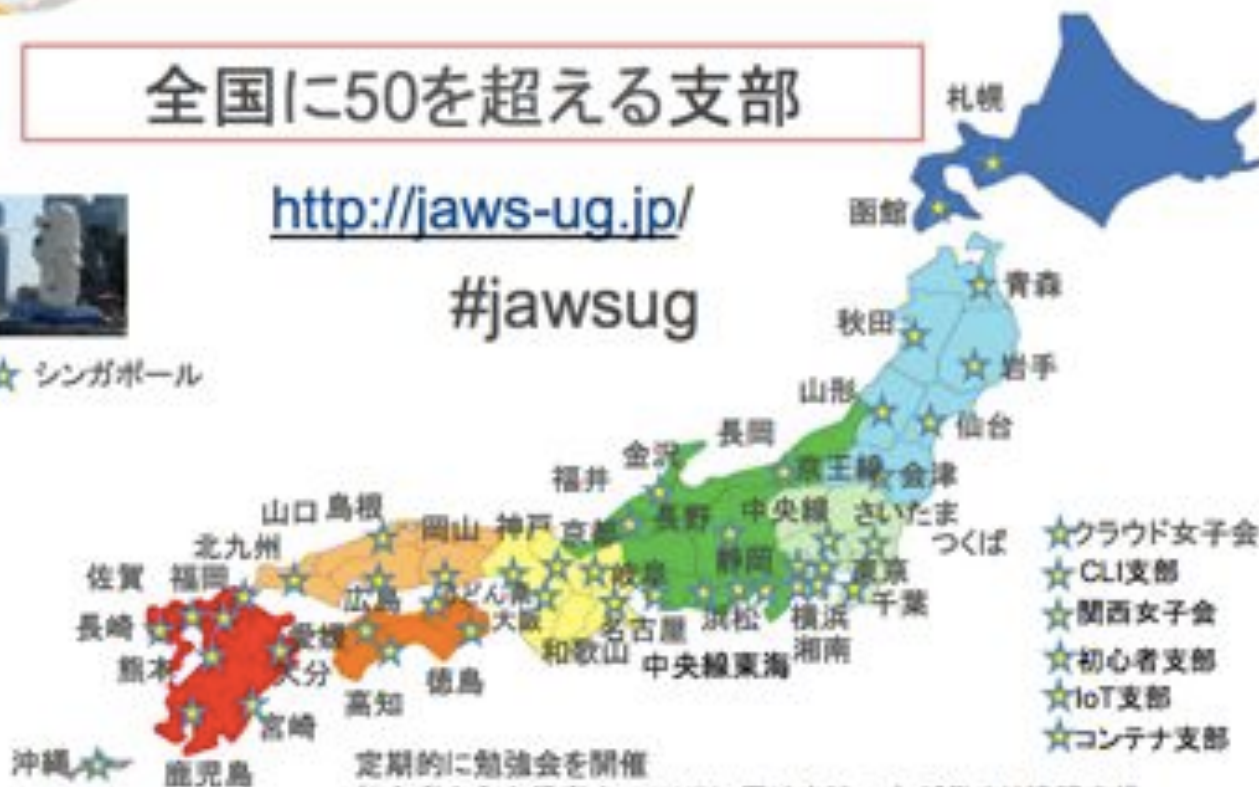 全国に50を超える支部
札幌
http://jaws-ug.jp/
函館
#jawsug
青森
秋田
シンガポール
岩手
山形
仙台
長岡
金沢
京王線
会津
福井
山口 島根
岡山
神戸
京都
長野
中央線
さいたま
つくば
北九州
静岡
佐賀
福岡
岐阜
東京
広島
千葉
長崎
大阪
名古屋
浜松
横浜
愛媛
和歌山
中央線東海
湘南
熊本
大分
徳島
高知
宮崎
沖縄
鹿児島
クラウド女子会
CLI支部
関西女子会
初心者支部
IoT支部
コンテナ支部
定期的に勉強会を開催